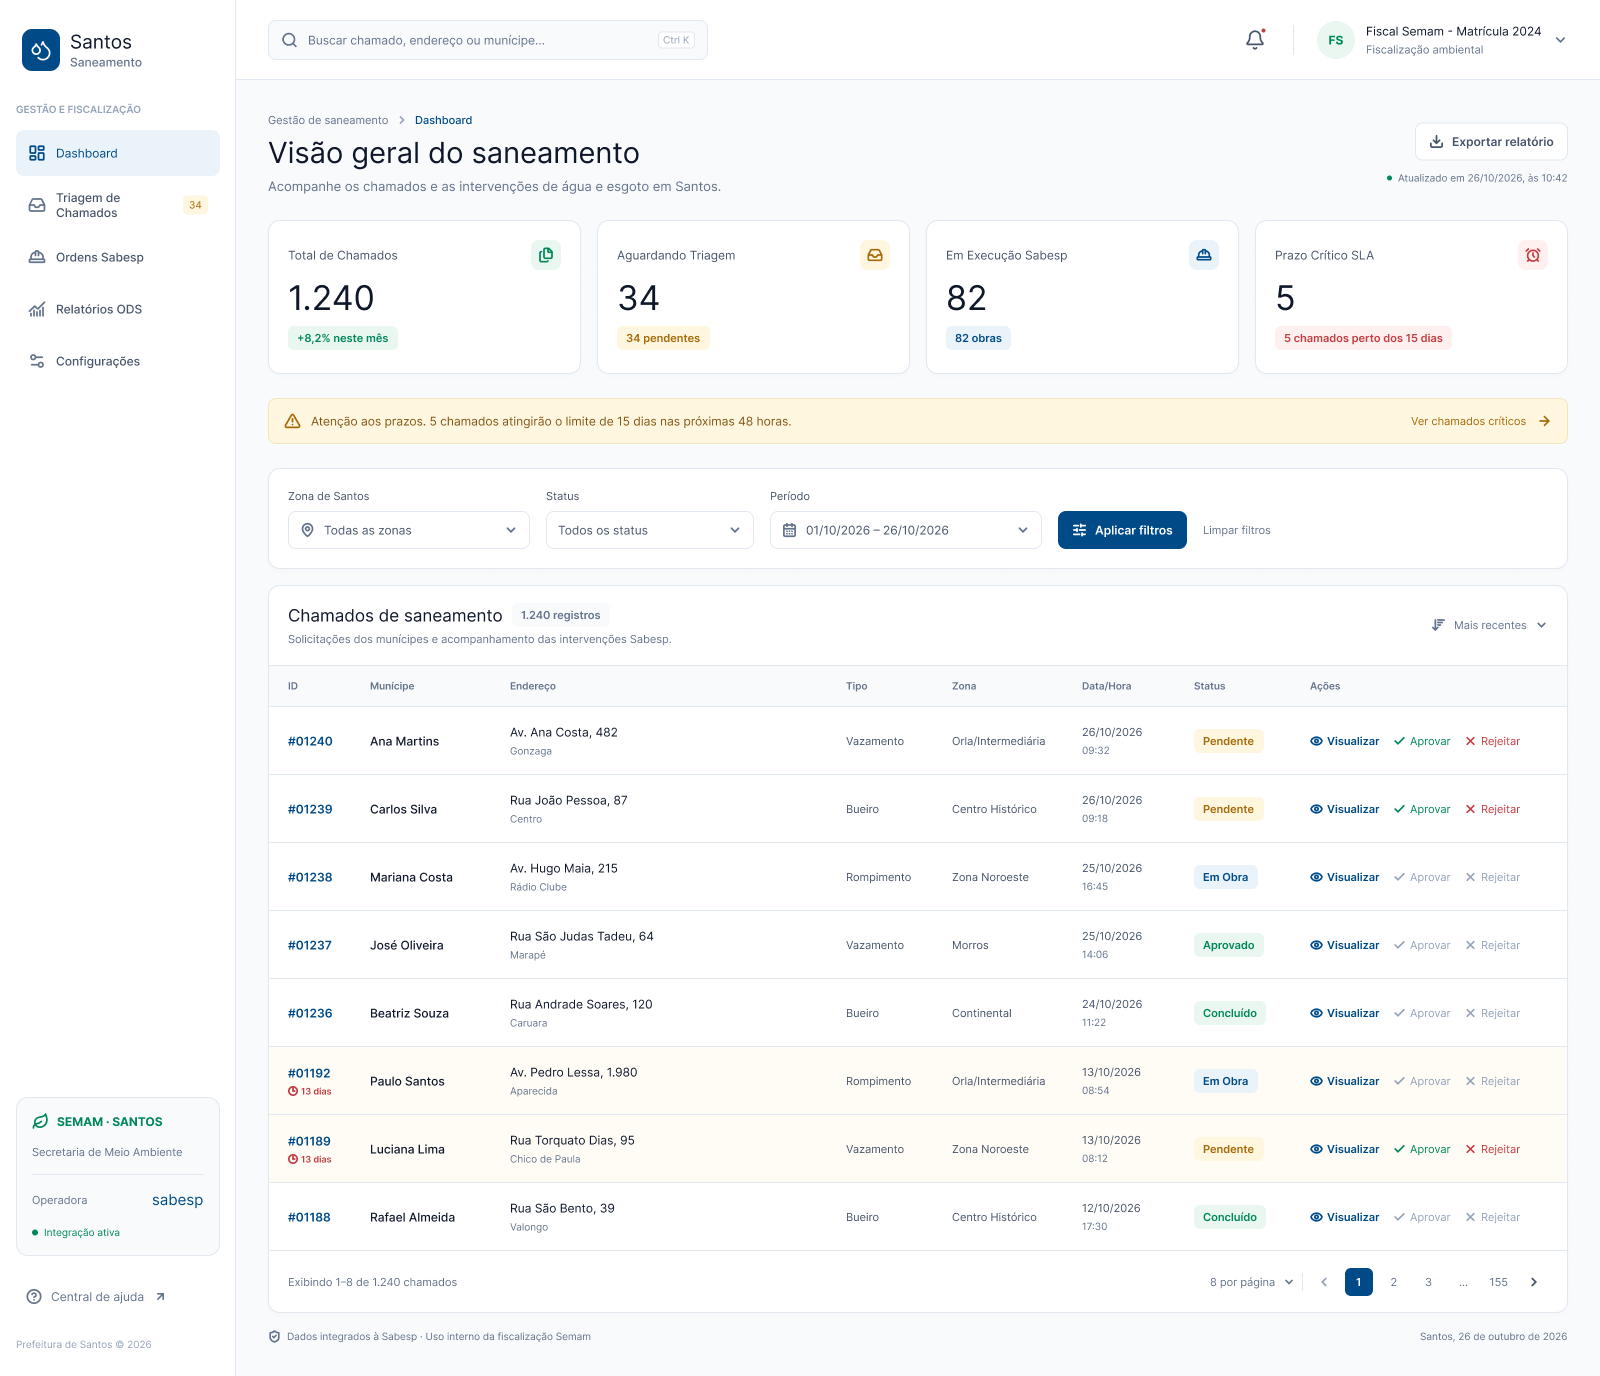 Santos
Saneamento
GESTÃO E FISCALIZAÇÃO
Dashboard
Triagem de
Chamados
34
Ordens Sabesp
Relatórios ODS
Configurações
SEMAM · SANTOS
Secretaria de Meio Ambiente
Operadora sabesp
Integração ativa
Central de ajuda
Prefeitura de Santos © 2026
Buscar chamado, endereço ou munícipe... Ctrl K
FS
Fiscal Semam - Matrícula 2024
Fiscalização ambiental
Gestão de saneamento Dashboard
Visão geral do saneamento
Acompanhe os chamados e as intervenções de água e esgoto em Santos.
Exportar relatório
Atualizado em 26/10/2026, às 10:42
Total de Chamados
1.240
+8,2% neste mês
Aguardando Triagem
34
34 pendentes
Em Execução Sabesp
82
82 obras
Prazo Crítico SLA
5
5 chamados perto dos 15 dias
Atenção aos prazos. 5 chamados atingirão o limite de 15 dias nas próximas 48 horas. Ver chamados críticos
Zona de Santos Status Período
Todas as zonas Todos os status 01/10/2026 – 26/10/2026 Aplicar filtros Limpar filtros
Chamados de saneamento 1.240 registros
Solicitações dos munícipes e acompanhamento das intervenções Sabesp.
Mais recentes
ID Munícipe Endereço Tipo Zona Data/Hora Status Ações
#01240 Ana Martins Av. Ana Costa, 482 Vazamento Orla/Intermediária 26/10/2026 Pendente Visualizar Aprovar Rejeitar
Gonzaga 09:32
#01239 Carlos Silva Rua João Pessoa, 87 Bueiro Centro Histórico 26/10/2026 Pendente Visualizar Aprovar Rejeitar
Centro 09:18
#01238 Mariana Costa Av. Hugo Maia, 215 Rompimento Zona Noroeste 25/10/2026 Em Obra Visualizar Aprovar Rejeitar
Rádio Clube 16:45
#01237 José Oliveira Rua São Judas Tadeu, 64 Vazamento Morros 25/10/2026 Aprovado Visualizar Aprovar Rejeitar
Marapé 14:06
#01236 Beatriz Souza Rua Andrade Soares, 120 Bueiro Continental 24/10/2026 Concluído Visualizar Aprovar Rejeitar
Caruara 11:22
#01192 Paulo Santos Av. Pedro Lessa, 1.980 Rompimento Orla/Intermediária 13/10/2026 Em Obra Visualizar Aprovar Rejeitar
13 dias Aparecida 08:54
#01189 Luciana Lima Rua Torquato Dias, 95 Vazamento Zona Noroeste 13/10/2026 Pendente Visualizar Aprovar Rejeitar
13 dias Chico de Paula 08:12
#01188 Rafael Almeida Rua São Bento, 39 Bueiro Centro Histórico 12/10/2026 Concluído Visualizar Aprovar Rejeitar
Valongo 17:30
Exibindo 1–8 de 1.240 chamados 8 por página 1 2 3 ... 155
Dados integrados à Sabesp · Uso interno da fiscalização Semam Santos, 26 de outubro de 2026